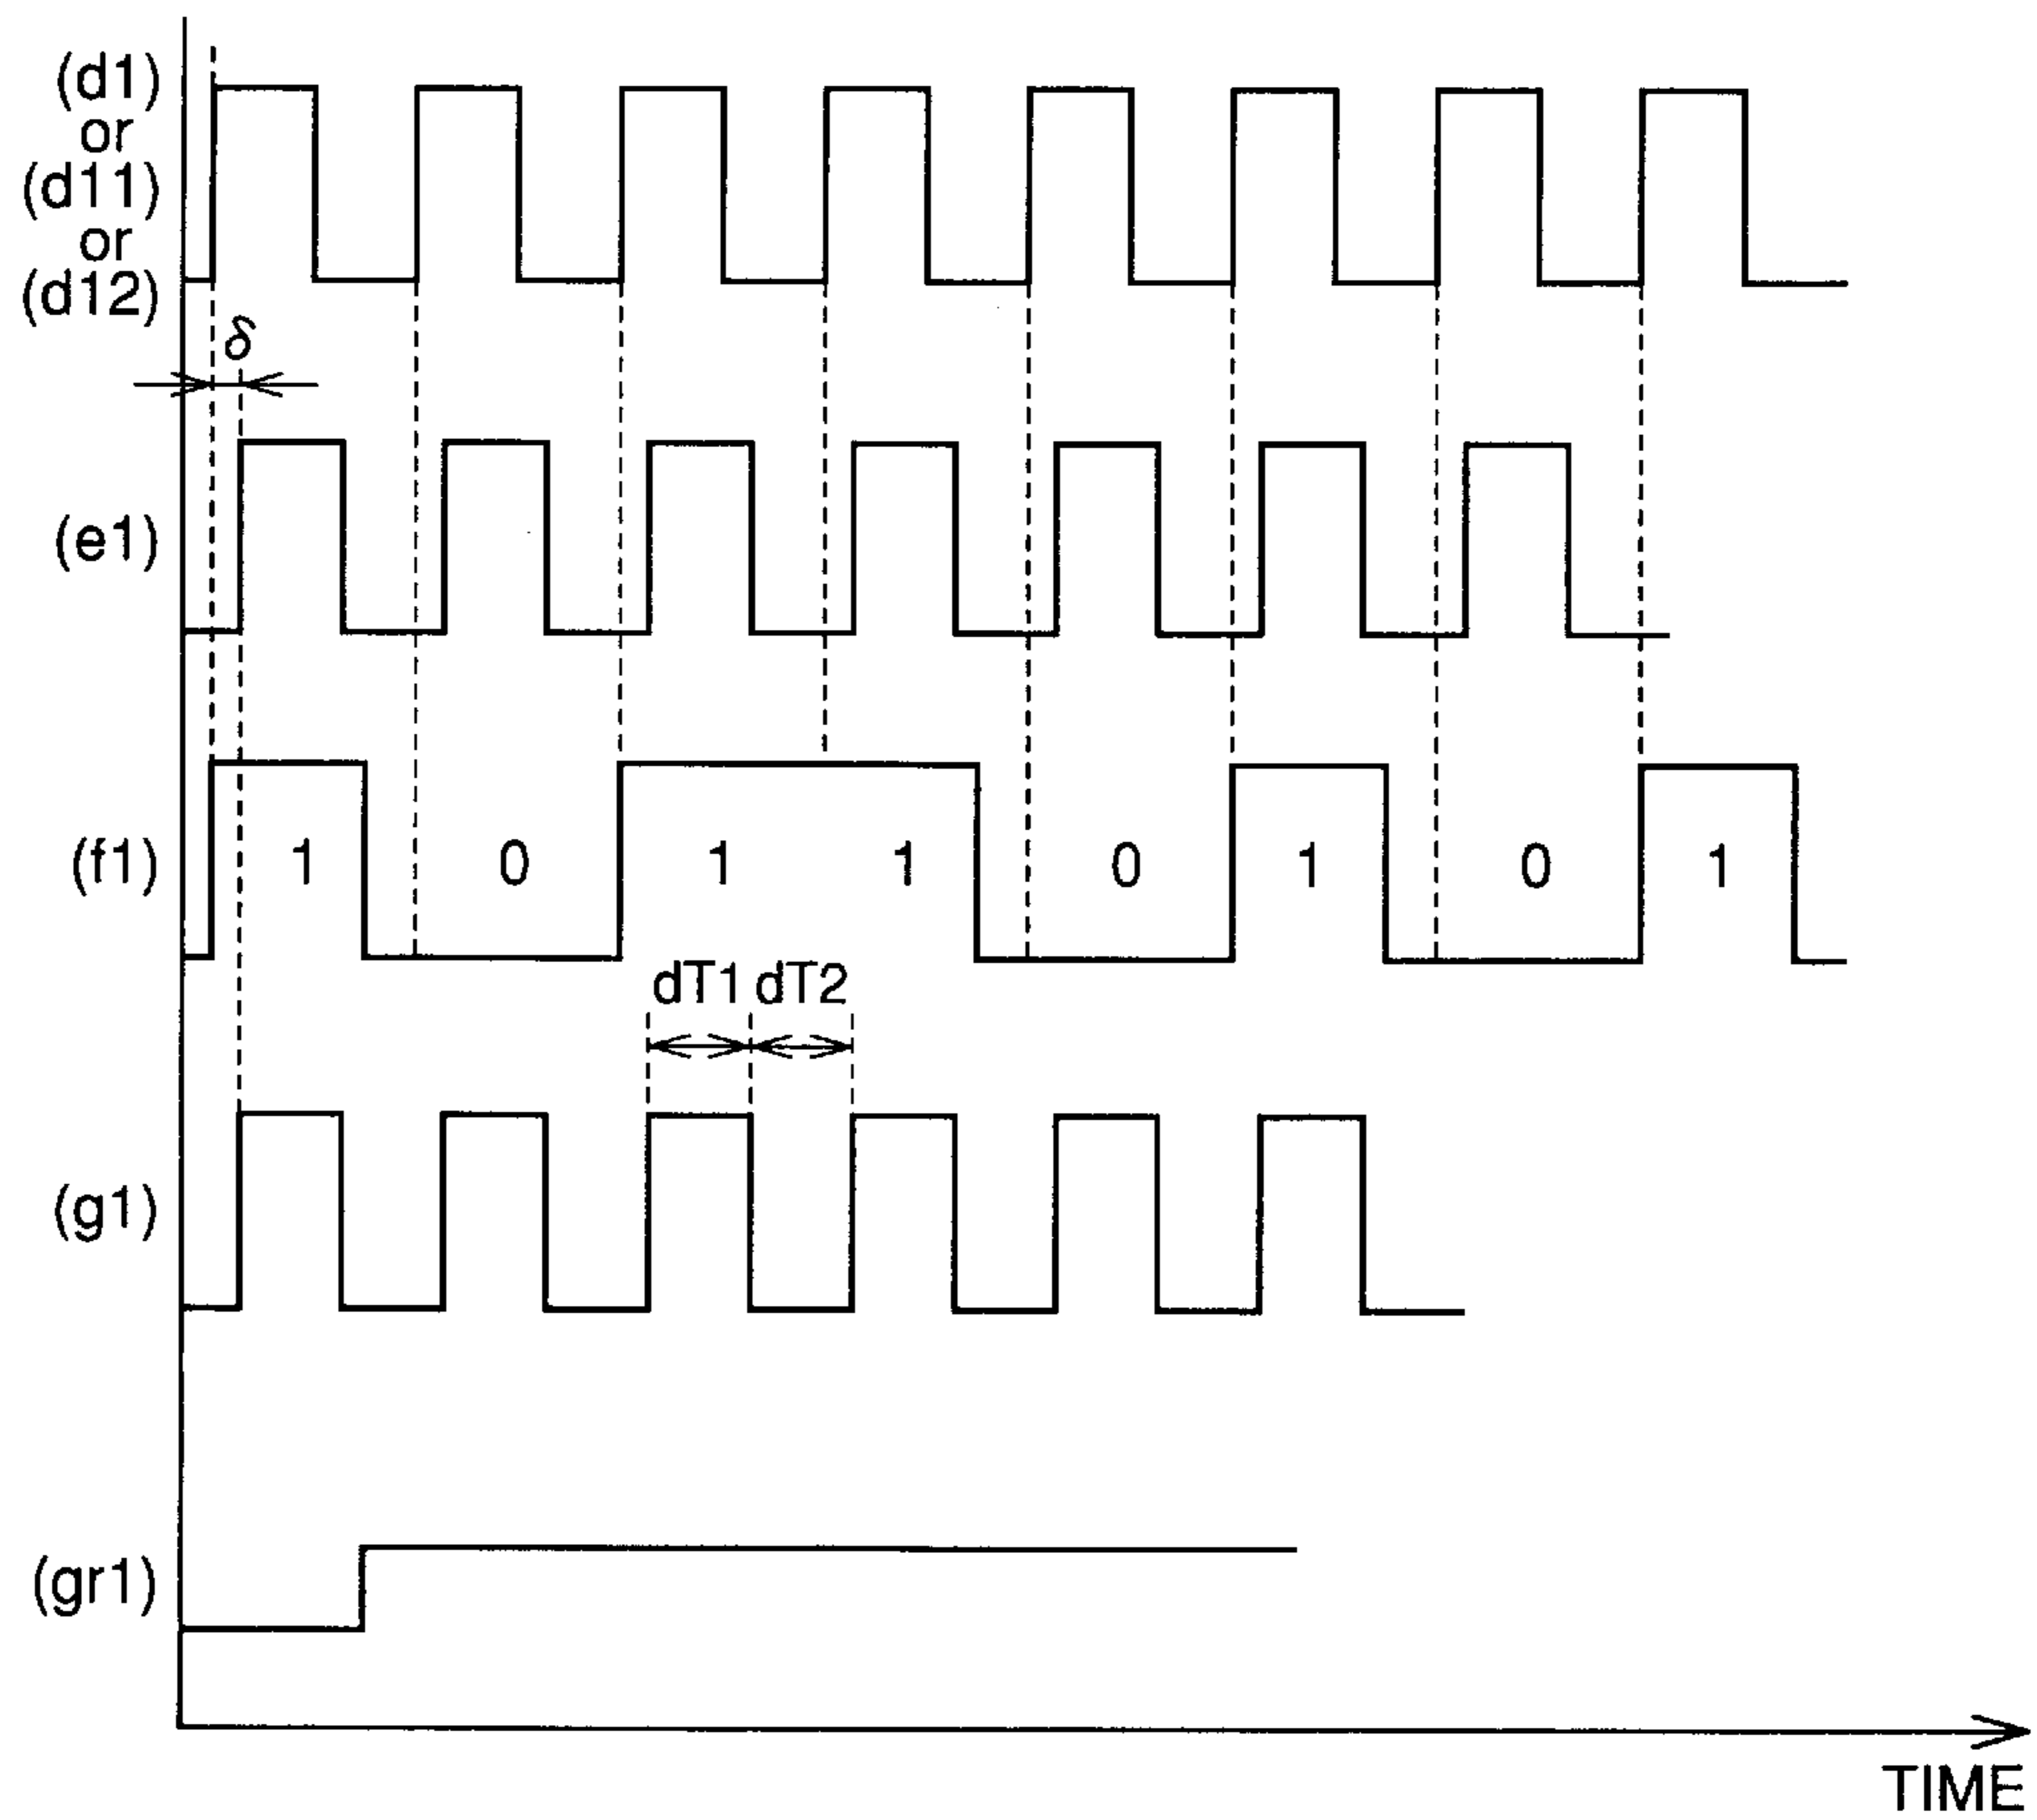 (d1)
or
(d11)
or
(d12)
δ
(e1)
(f1)
1 0 1 1 0 1 0 1
dT1 dT2
(g1)
(gr1)
TIME